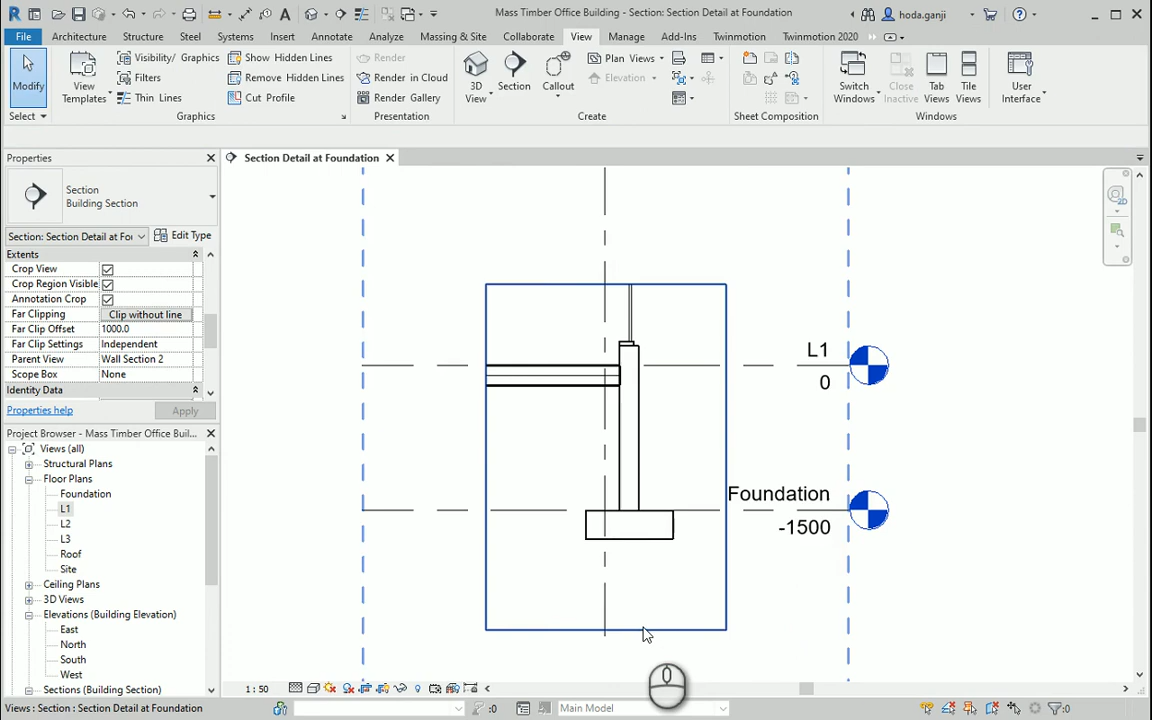 Mass Timber Office Building - Section: Section Detail at Foundation
hoda.ganji
File Architecture Structure Steel Systems Insert Annotate Analyze Massing & Site Collaborate View Manage Add-Ins Twinmotion Twinmotion 2020
Modify
Select
View Templates
Visibility/ Graphics
Filters
Thin Lines
Show Hidden Lines
Remove Hidden Lines
Cut Profile
Graphics
Render
Render in Cloud
Render Gallery
Presentation
3D View
Section
Callout
Plan Views
Elevation
Create
Sheet Composition
Switch Windows
Close Inactive
Tab Views
Tile Views
Windows
User Interface
Properties
Section
Building Section
Section: Section Detail at Fou
Edit Type
Extents
Crop View
Crop Region Visible
Annotation Crop
Far Clipping Clip without line
Far Clip Offset 1000.0
Far Clip Settings Independent
Parent View Wall Section 2
Scope Box None
Identity Data
Properties help
Apply
Project Browser - Mass Timber Office Buil...
Views (all)
Structural Plans
Floor Plans
Foundation
L1
L2
L3
Roof
Site
Ceiling Plans
3D Views
Elevations (Building Elevation)
East
North
South
West
Sections (Building Section)
Section Detail at Foundation
L1
0
Foundation
-1500
1 : 50
Views : Section : Section Detail at Foundation
:0
Main Model
:0